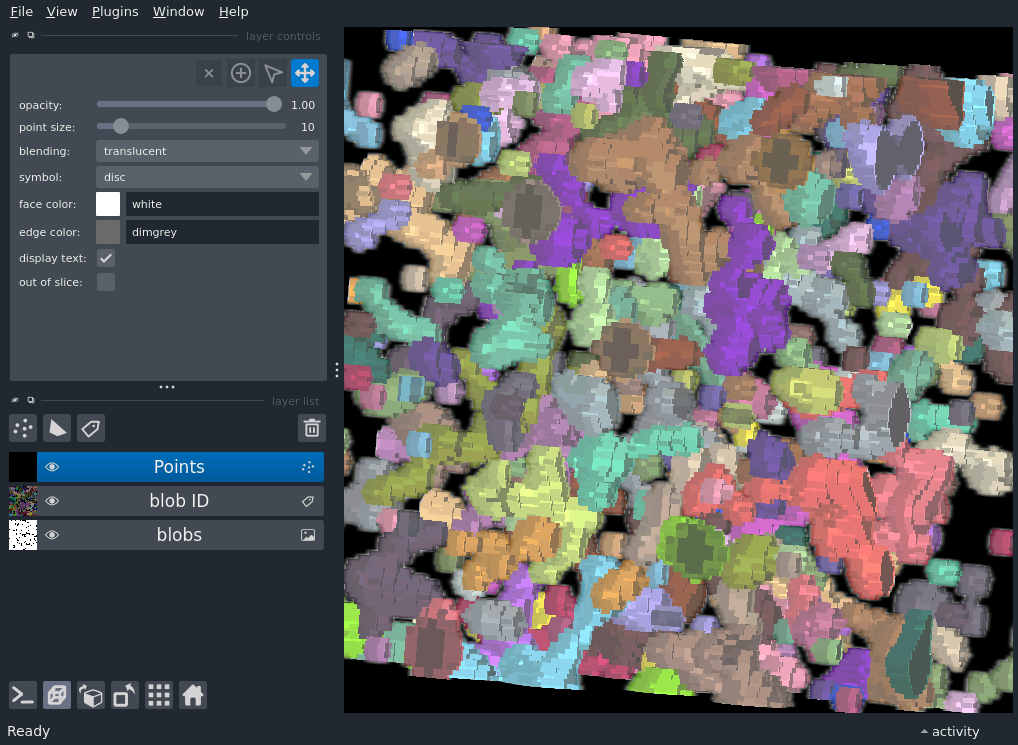 File View Plugins Window Help
layer controls
opacity: 1.00
point size: 10
blending: translucent
symbol: disc
face color: white
edge color: dimgrey
display text:
out of slice:
layer list
Points
blob ID
blobs
Ready
activity